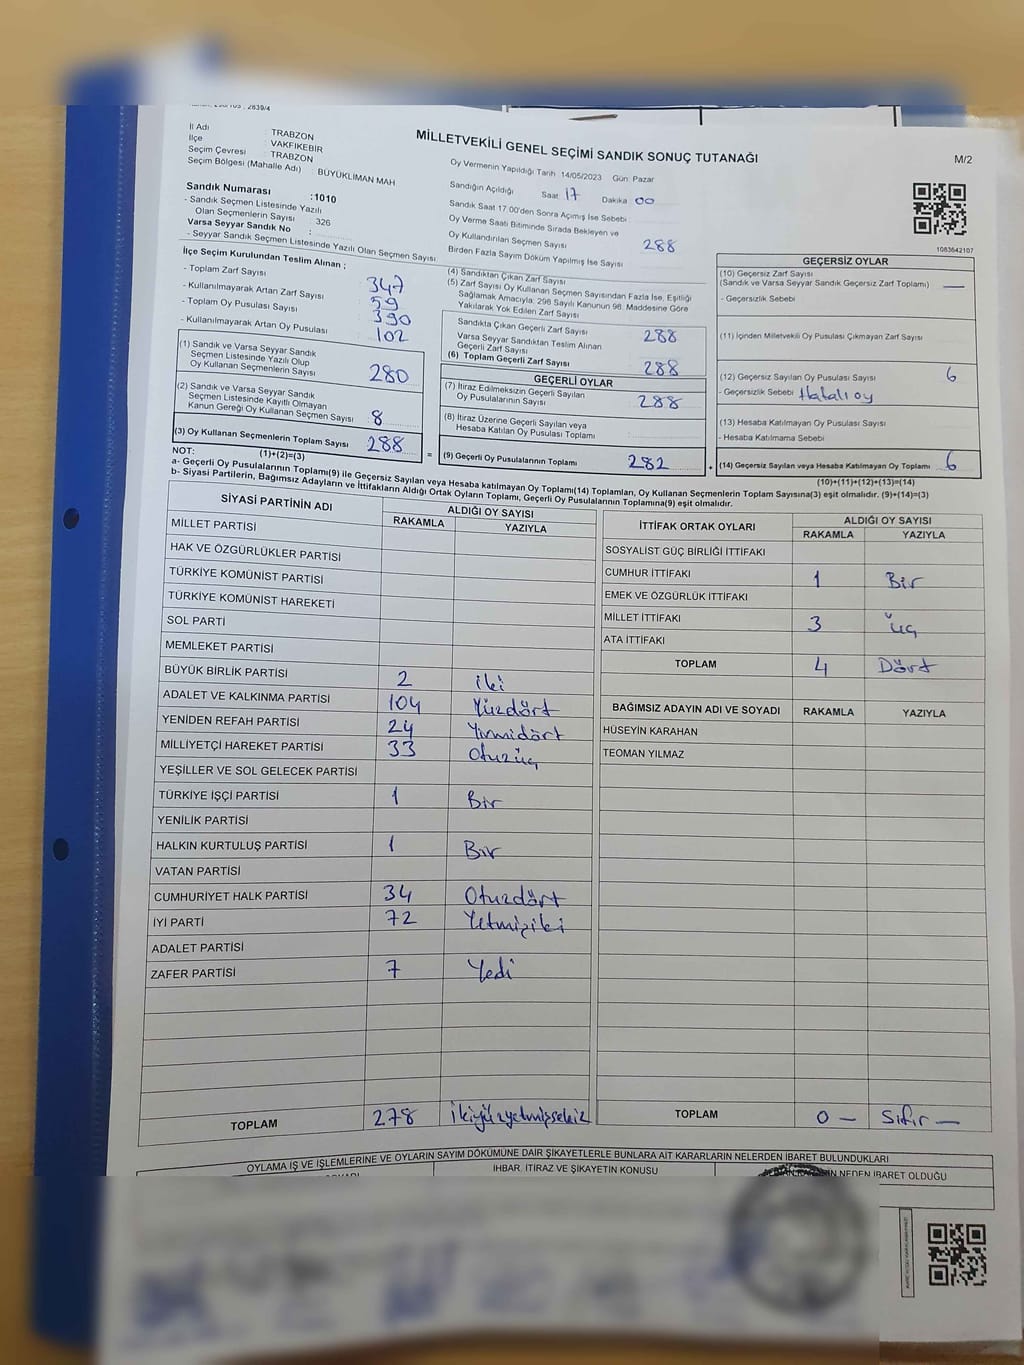 MİLLETVEKİLİ GENEL SEÇİMİ SANDIK SONUÇ TUTANAĞI
M/2
İl Adı : TRABZON
İlçe : VAKFIKEBİR
Seçim Çevresi : TRABZON
Seçim Bölgesi (Mahalle Adı) BÜYÜKLİMAN MAH
Sandık Numarası : 1010
- Sandık Seçmen Listesinde Yazılı
Olan Seçmenlerin Sayısı : 326
Varsa Seyyar Sandık No :
- Seyyar Sandık Seçmen Listesinde Yazılı Olan Seçmen Sayısı
Oy Vermenin Yapıldığı Tarih 14/05/2023 Gün: Pazar
Sandığın Açıldığı Saat 17 Dakika 00
Sandık Saat 17:00'den Sonra Açımış İse Sebebi
Oy Verme Saati Bitiminde Sırada Bekleyen ve
Oy Kullandırılan Seçmen Sayısı 288
Birden Fazla Sayım Döküm Yapılmış İse Sayısı
1083642107
İlçe Seçim Kurulundan Teslim Alınan ;
- Toplam Zarf Sayısı 347
- Kullanılmayarak Artan Zarf Sayısı 59
- Toplam Oy Pusulası Sayısı 390
- Kullanılmayarak Artan Oy Pusulası 102
(1) Sandık ve Varsa Seyyar Sandık
Seçmen Listesinde Yazılı Olup
Oy Kullanan Seçmenlerin Sayısı 280
(2) Sandık ve Varsa Seyyar Sandık
Seçmen Listesinde Kayıtlı Olmayan
Kanun Gereği Oy Kullanan Seçmen Sayısı 8
(3) Oy Kullanan Seçmenlerin Toplam Sayısı 288
(1)+(2)=(3)
(4) Sandıktan Çıkan Zarf Sayısı
(5) Zarf Sayısı Oy Kullanan Seçmen Sayısından Fazla İse, Eşitliği
Sağlamak Amacıyla, 298 Sayılı Kanunun 98. Maddesine Göre
Yakılarak Yok Edilen Zarf Sayısı
Sandıkta Çıkan Geçerli Zarf Sayısı 288
Varsa Seyyar Sandıktan Teslim Alınan
Geçerli Zarf Sayısı
(6) Toplam Geçerli Zarf Sayısı 288
GEÇERLİ OYLAR
(7) İtiraz Edilmeksizin Geçerli Sayılan
Oy Pusulalarının Sayısı 288
(8) İtiraz Üzerine Geçerli Sayılan veya
Hesaba Katılan Oy Pusulası Toplamı
= (9) Geçerli Oy Pusulalarının Toplamı 282
GEÇERSİZ OYLAR
(10) Geçersiz Zarf Sayısı
(Sandık ve Varsa Seyyar Sandık Geçersiz Zarf Toplamı) —
- Geçersizlik Sebebi
(11) İçinden Milletvekili Oy Pusulası Çıkmayan Zarf Sayısı
(12) Geçersiz Sayılan Oy Pusulası Sayısı 6
- Geçersizlik Sebebi Hatalı oy
(13) Hesaba Katılmayan Oy Pusulası Sayısı
- Hesaba Katılmama Sebebi
(14) Geçersiz Sayılan veya Hesaba Katılmayan Oy Toplamı 6
(10)+(11)+(12)+(13)=(14)
NOT:
a- Geçerli Oy Pusulalarının Toplamı(9) ile Geçersiz Sayılan veya Hesaba katılmayan Oy Toplamı(14) Toplamları, Oy Kullanan Seçmenlerin Toplam Sayısına(3) eşit olmalıdır. (9)+(14)=(3)
b- Siyasi Partilerin, Bağımsız Adayların ve İttifakların Aldığı Ortak Oyların Toplamı, Geçerli Oy Pusulalarının Toplamına(9) eşit olmalıdır.
SİYASİ PARTİNİN ADI ALDIĞI OY SAYISI
RAKAMLA YAZIYLA
MİLLET PARTİSİ
HAK VE ÖZGÜRLÜKLER PARTİSİ
TÜRKİYE KOMÜNİST PARTİSİ
TÜRKİYE KOMÜNİST HAREKETİ
SOL PARTİ
MEMLEKET PARTİSİ
BÜYÜK BİRLİK PARTİSİ 2 iki
ADALET VE KALKINMA PARTİSİ 104 Yüzdört
YENİDEN REFAH PARTİSİ 24 Yirmidört
MİLLİYETÇİ HAREKET PARTİSİ 33 Otuzüç
YEŞİLLER VE SOL GELECEK PARTİSİ
TÜRKİYE İŞÇİ PARTİSİ 1 Bir
YENİLİK PARTİSİ
HALKIN KURTULUŞ PARTİSİ 1 Bir
VATAN PARTİSİ
CUMHURİYET HALK PARTİSİ 34 Otuzdört
İYİ PARTİ 72 Yetmişiki
ADALET PARTİSİ
ZAFER PARTİSİ 7 Yedi
TOPLAM 278 ikiyüzyetmişsekiz
İTTİFAK ORTAK OYLARI ALDIĞI OY SAYISI
RAKAMLA YAZIYLA
SOSYALİST GÜÇ BİRLİĞİ İTTİFAKI
CUMHUR İTTİFAKI 1 Bir
EMEK VE ÖZGÜRLÜK İTTİFAKI
MİLLET İTTİFAKI 3 Üç
ATA İTTİFAKI
TOPLAM 4 Dört
BAĞIMSIZ ADAYIN ADI VE SOYADI RAKAMLA YAZIYLA
HÜSEYİN KARAHAN
TEOMAN YILMAZ
TOPLAM 0 — Sıfır —
OYLAMA İŞ VE İŞLEMLERİNE VE OYLARIN SAYIM DÖKÜMÜNE DAİR ŞİKAYETLERLE BUNLARA AİT KARARLARIN NELERDEN İBARET BULUNDUKLARI
İHBAR, İTİRAZ VE ŞİKAYETİN KONUSU
NEDEN İBARET OLDUĞU